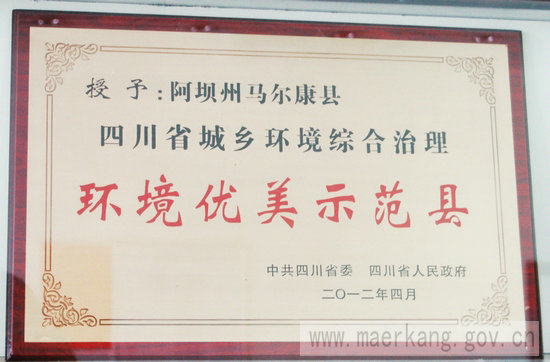 授予:阿坝州马尔康县
四川省城乡环境综合治理
环境优美示范县
中共四川省委 四川省人民政府
二〇一二年四月
www.maerkang.gov.cn